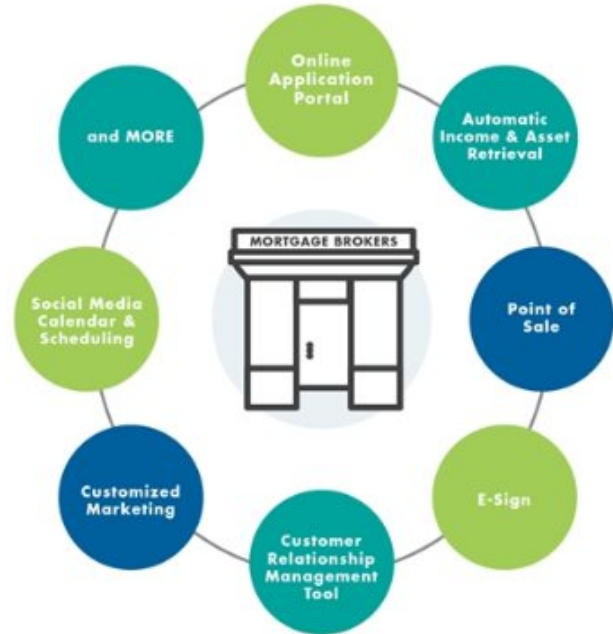 Online
Application
Portal
Automatic
Income & Asset
Retrieval
Point of
Sale
E-Sign
Customer
Relationship
Management
Tool
Customized
Marketing
Social Media
Calendar &
Scheduling
and MORE
MORTGAGE BROKERS